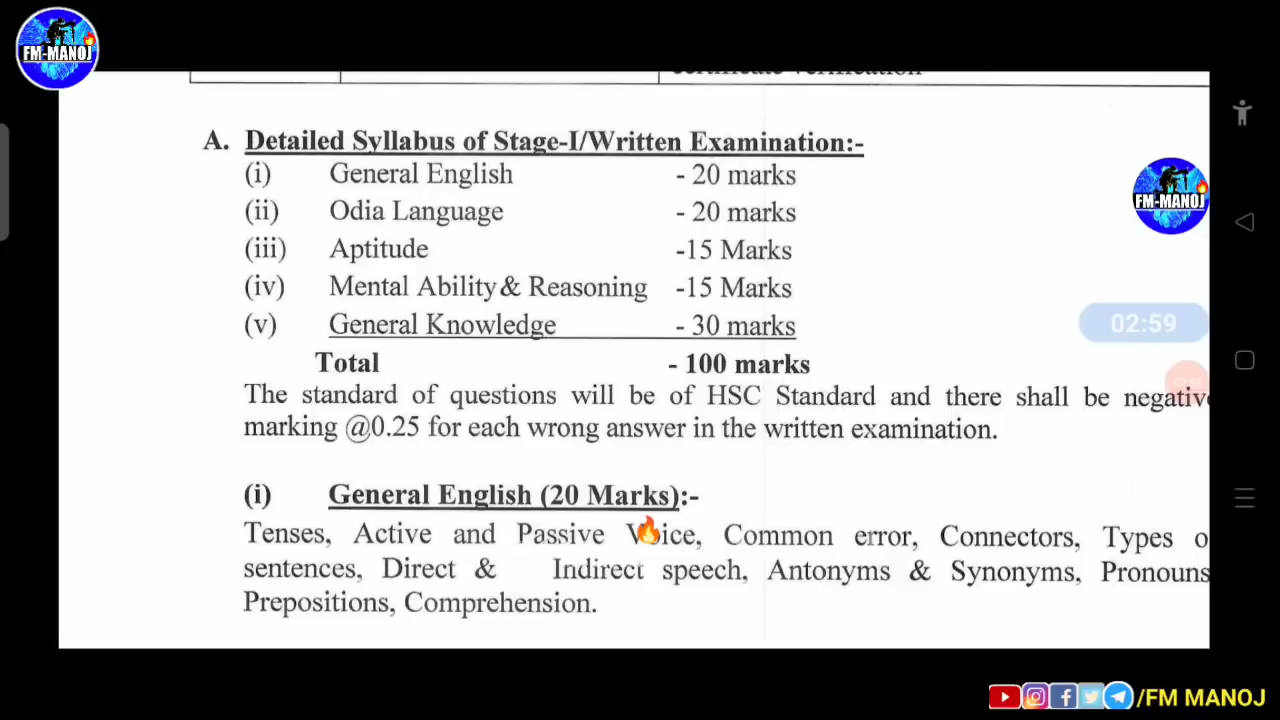 FM-MANOJ
certificate verification
A. Detailed Syllabus of Stage-I/Written Examination:-
(i) General English - 20 marks
(ii) Odia Language - 20 marks
(iii) Aptitude -15 Marks
(iv) Mental Ability & Reasoning -15 Marks
(v) General Knowledge - 30 marks
Total - 100 marks
The standard of questions will be of HSC Standard and there shall be negativ
marking @0.25 for each wrong answer in the written examination.
(i) General English (20 Marks):-
Tenses, Active and Passive Voice, Common error, Connectors, Types o
sentences, Direct & Indirect speech, Antonyms & Synonyms, Pronouns
Prepositions, Comprehension.
FM-MANOJ
02:59
/FM MANOJ